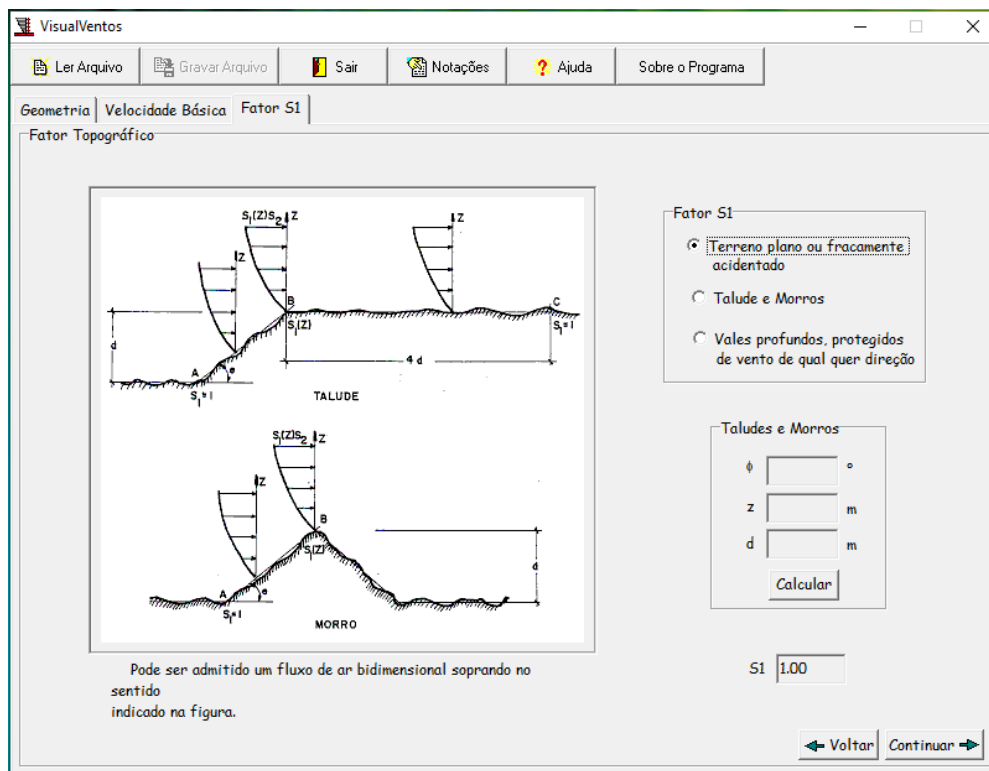 VisualVentos
Ler Arquivo
Gravar Arquivo
Sair
Notações
Ajuda
Sobre o Programa
Geometria
Velocidade Básica
Fator S1
Fator Topográfico
S1(Z)S2
Z
Z
Z
B
C
S1(Z)
S1=1
d
A
θ
4 d
S1=1
TALUDE
S1(Z)S2
Z
Z
B
S1(Z)
d
A
θ
S1=1
MORRO
Pode ser admitido um fluxo de ar bidimensional soprando no
sentido
indicado na figura.
Fator S1
Terreno plano ou fracamente
acidentado
Talude e Morros
Vales profundos, protegidos
de vento de qual quer direção
Taludes e Morros
ϕ º
z m
d m
Calcular
S1 1.00
Voltar
Continuar